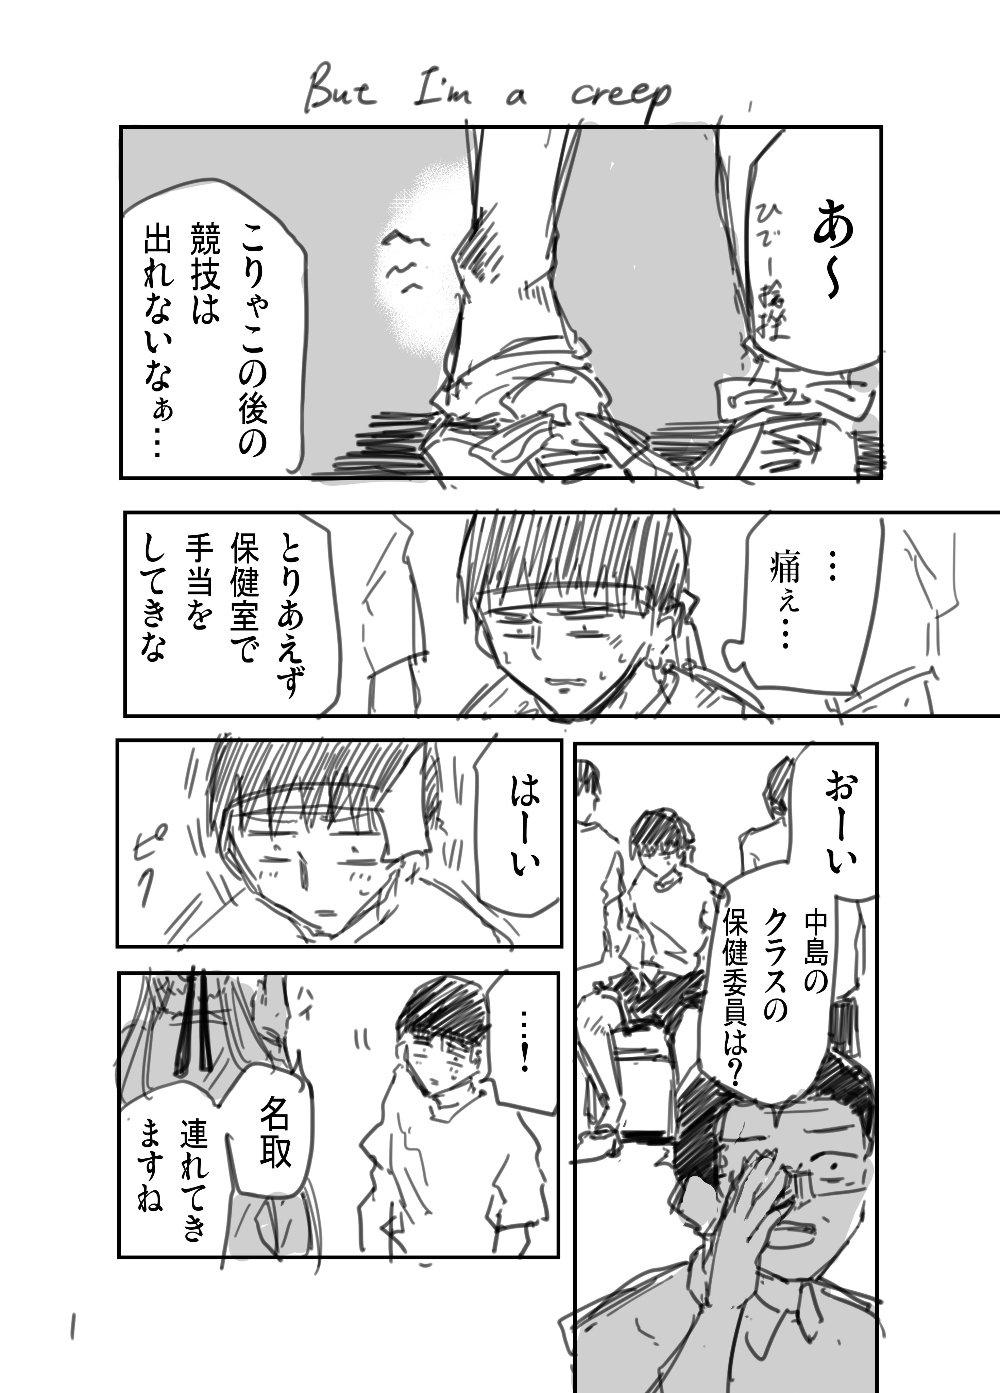 But I'm a creep
あ〜
ひでー捻挫
こりゃこの後の
競技は
出れないなぁ…
…
痛ぇ…
とりあえず
保健室で
手当を
してきな
おーい
中島の
クラスの
保健委員は?
はーい
ピク
…!
ハイ
名取
連れてき
ますね
1